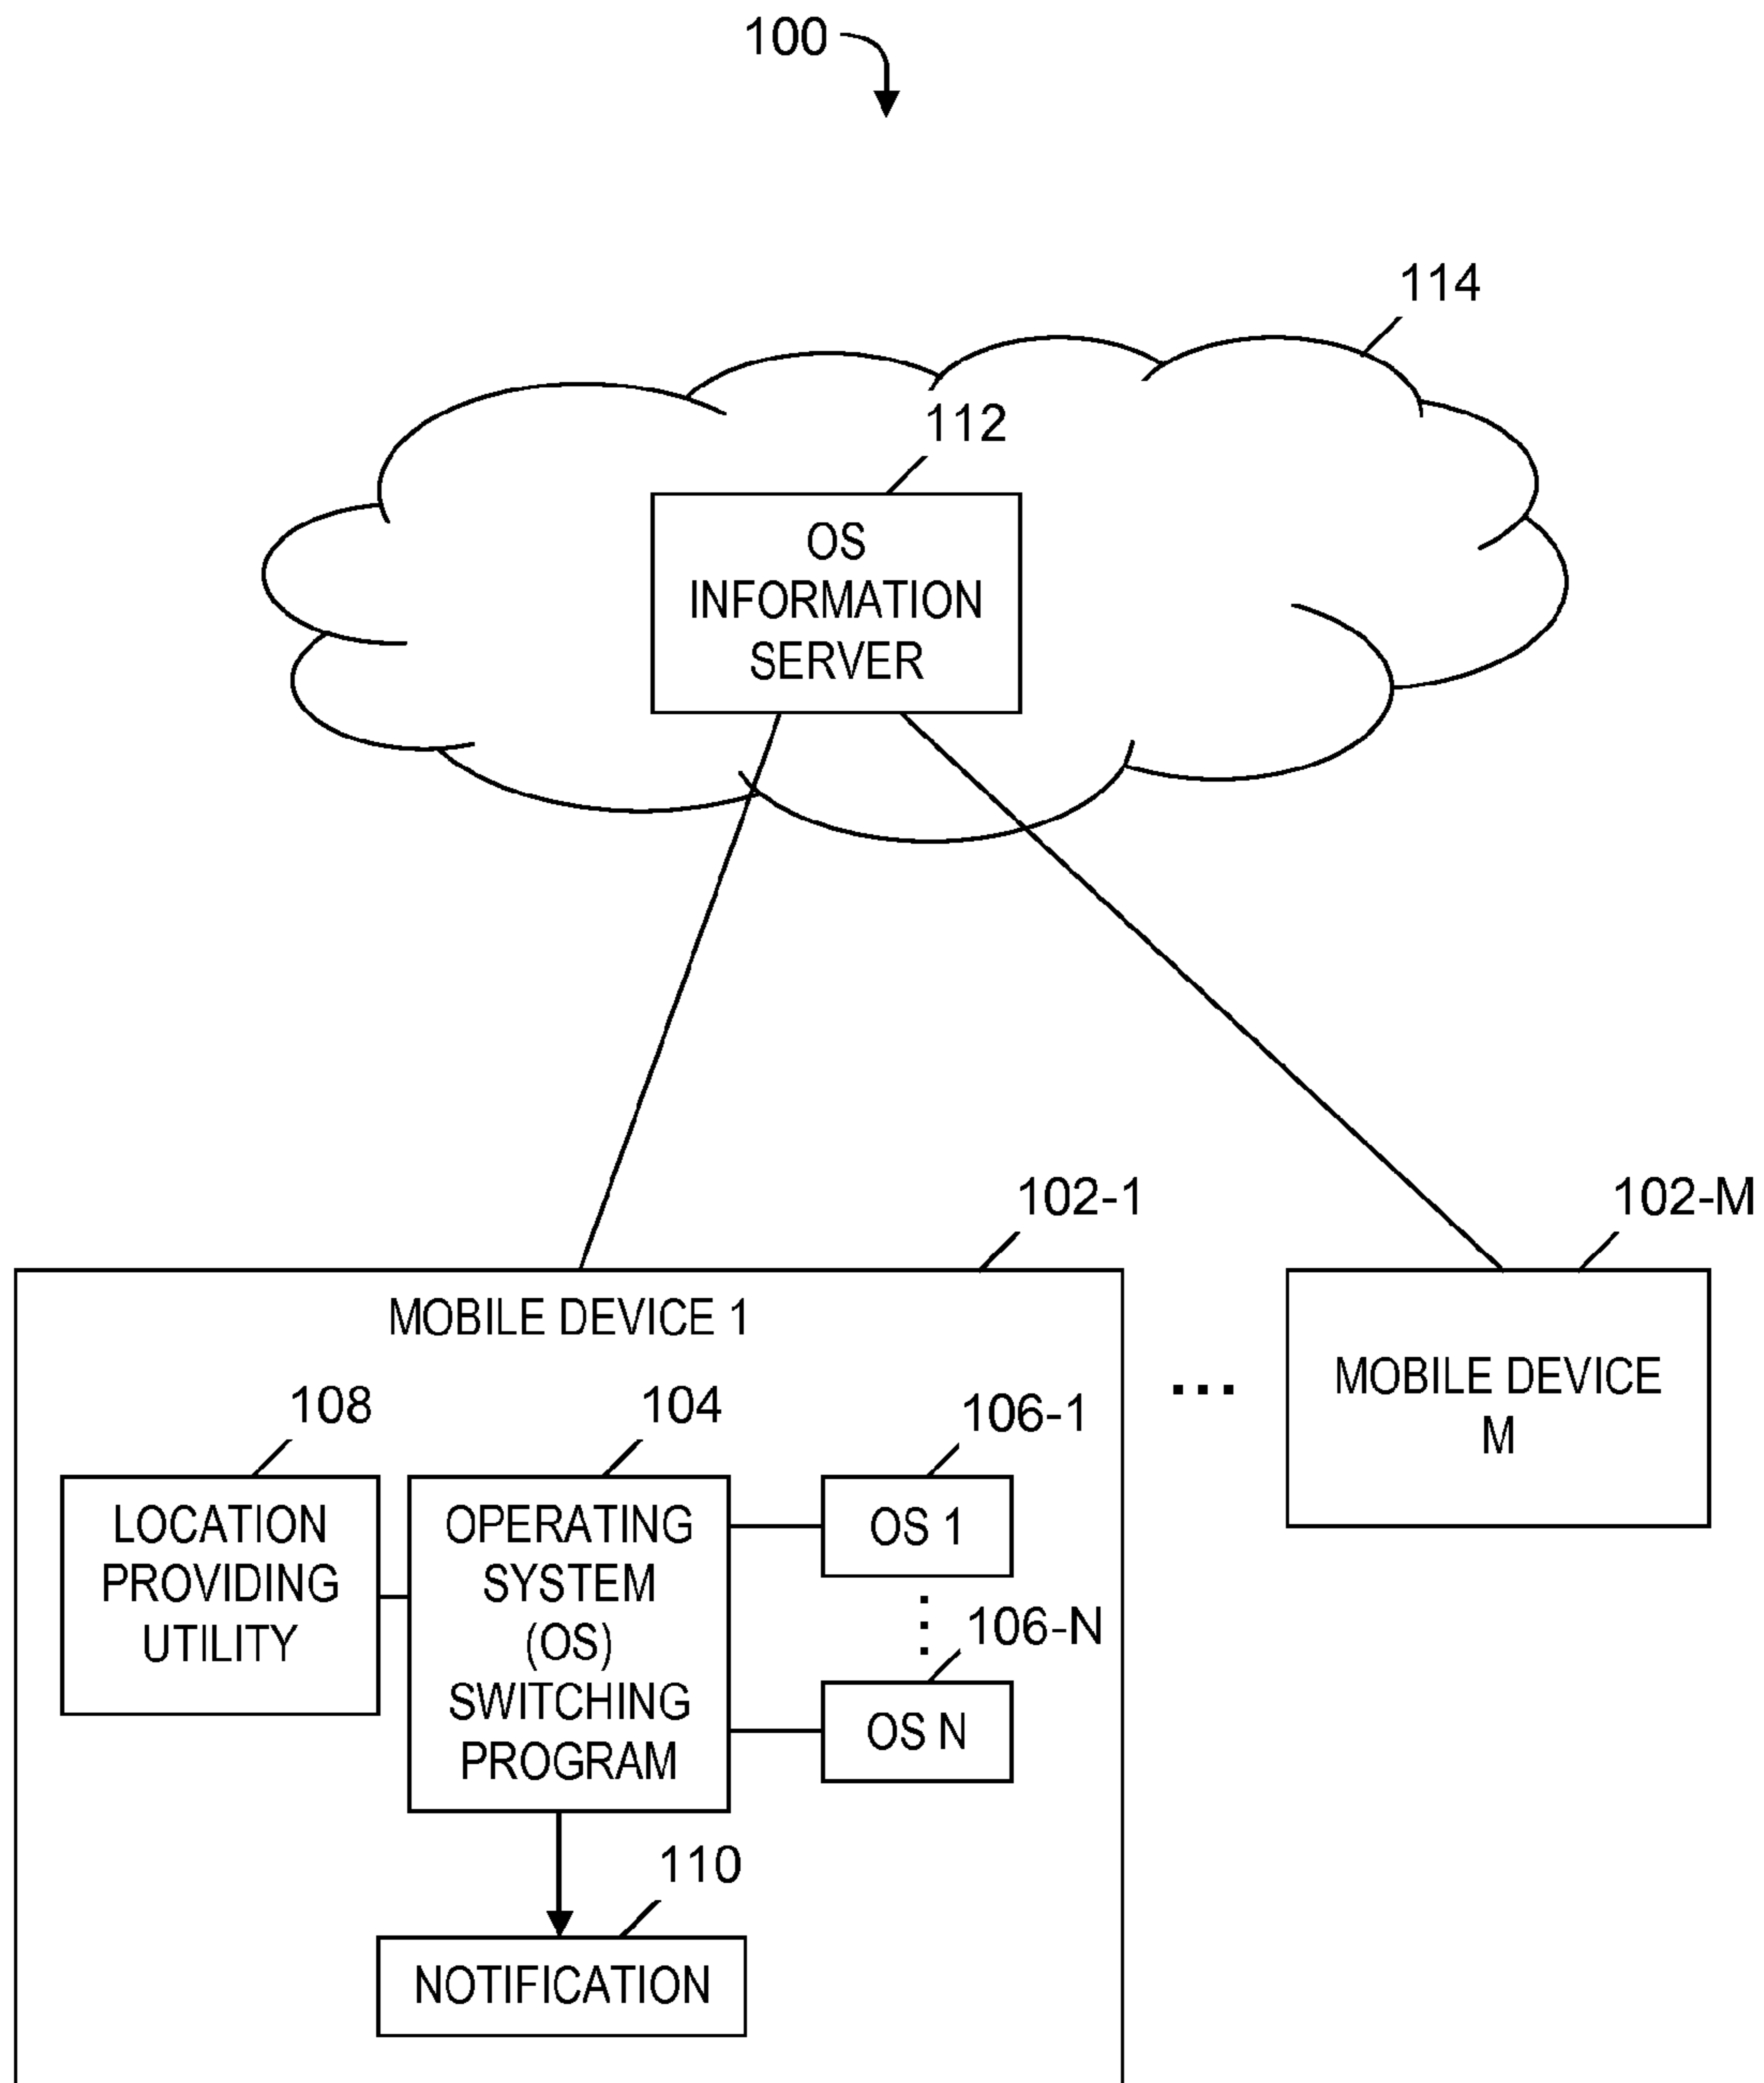 100
114
112
OS
INFORMATION
SERVER
102-1
102-M
MOBILE DEVICE 1
MOBILE DEVICE
M
...
108
104
106-1
LOCATION
PROVIDING
UTILITY
OPERATING
SYSTEM
(OS)
SWITCHING
PROGRAM
OS 1
106-N
OS N
110
NOTIFICATION